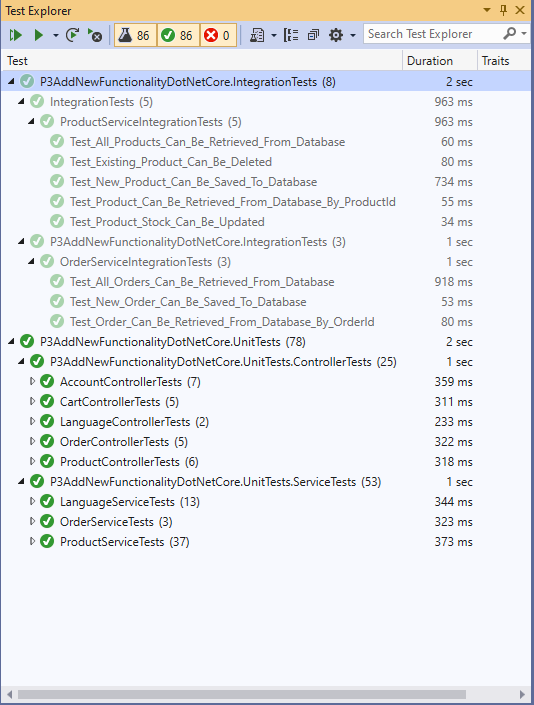 Test Explorer
86 86 0 Search Test Explorer
Test Duration Traits
P3AddNewFunctionalityDotNetCore.IntegrationTests (8) 2 sec
IntegrationTests (5) 963 ms
ProductServiceIntegrationTests (5) 963 ms
Test_All_Products_Can_Be_Retrieved_From_Database 60 ms
Test_Existing_Product_Can_Be_Deleted 80 ms
Test_New_Product_Can_Be_Saved_To_Database 734 ms
Test_Product_Can_Be_Retrieved_From_Database_By_ProductId 55 ms
Test_Product_Stock_Can_Be_Updated 34 ms
P3AddNewFunctionalityDotNetCore.IntegrationTests (3) 1 sec
OrderServiceIntegrationTests (3) 1 sec
Test_All_Orders_Can_Be_Retrieved_From_Database 918 ms
Test_New_Order_Can_Be_Saved_To_Database 53 ms
Test_Order_Can_Be_Retrieved_From_Database_By_OrderId 80 ms
P3AddNewFunctionalityDotNetCore.UnitTests (78) 2 sec
P3AddNewFunctionalityDotNetCore.UnitTests.ControllerTests (25) 1 sec
AccountControllerTests (7) 359 ms
CartControllerTests (5) 311 ms
LanguageControllerTests (2) 233 ms
OrderControllerTests (5) 322 ms
ProductControllerTests (6) 318 ms
P3AddNewFunctionalityDotNetCore.UnitTests.ServiceTests (53) 1 sec
LanguageServiceTests (13) 344 ms
OrderServiceTests (3) 323 ms
ProductServiceTests (37) 373 ms